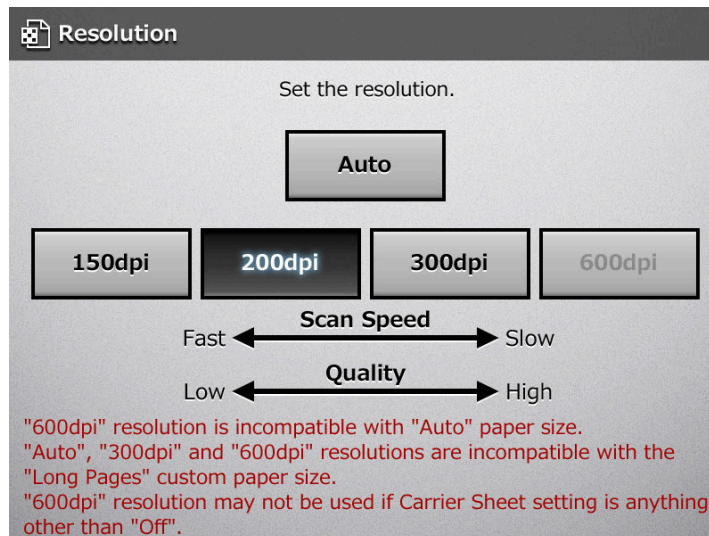 Resolution
Set the resolution.
Auto
150dpi 200dpi 300dpi 600dpi
Scan Speed
Fast Slow
Quality
Low High
"600dpi" resolution is incompatible with "Auto" paper size.
"Auto", "300dpi" and "600dpi" resolutions are incompatible with the
"Long Pages" custom paper size.
"600dpi" resolution may not be used if Carrier Sheet setting is anything
other than "Off".